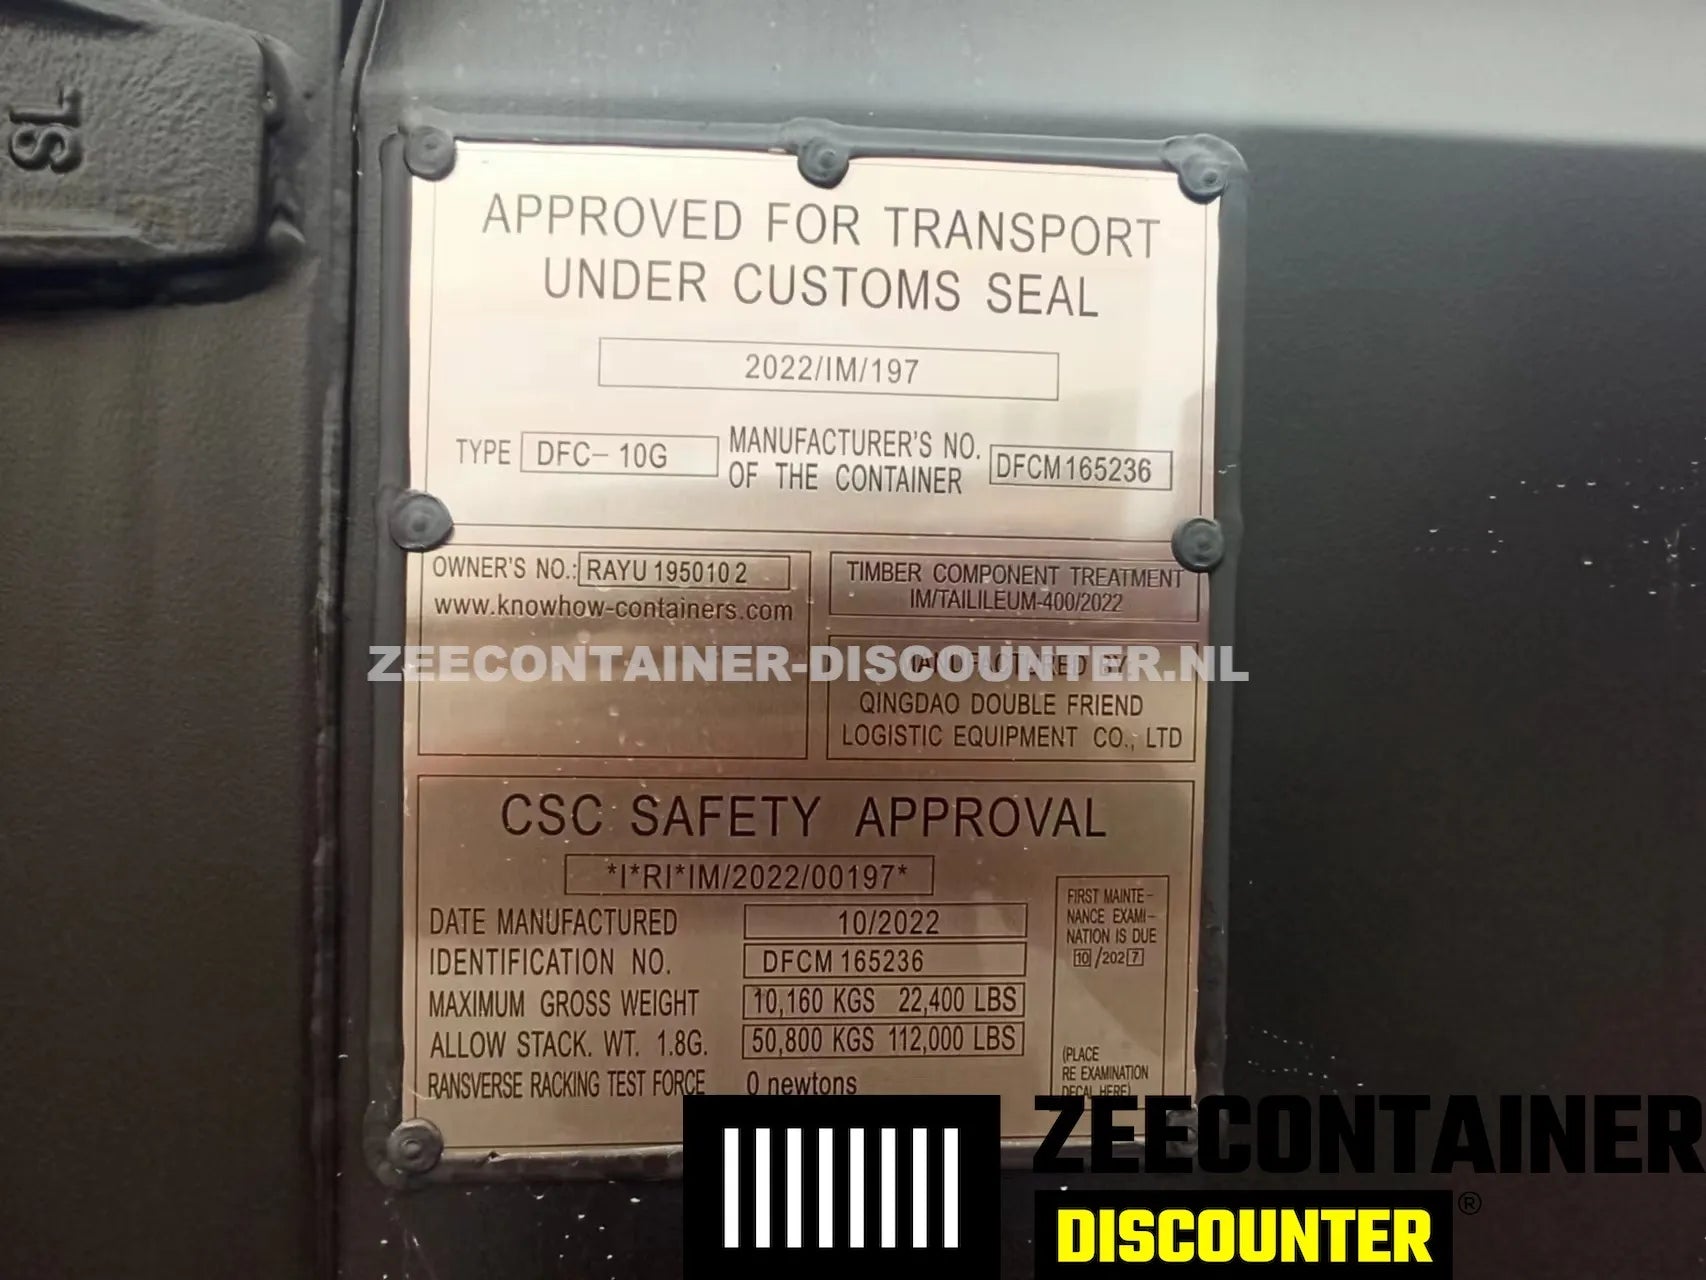 SL
APPROVED FOR TRANSPORT
UNDER CUSTOMS SEAL
2022/IM/197
TYPE DFC-10G MANUFACTURER'S NO. OF THE CONTAINER DFCM165236
OWNER'S NO.: RAYU 195010 2
www.knowhow-containers.com
TIMBER COMPONENT TREATMENT
IM/TAILILEUM-400/2022
ZEECONTAINER-DISCOUNTER.NL
MANUFACTURED BY:
QINGDAO DOUBLE FRIEND
LOGISTIC EQUIPMENT CO., LTD
CSC SAFETY APPROVAL
*I*RI*IM/2022/00197*
DATE MANUFACTURED 10/2022
IDENTIFICATION NO. DFCM 165236
MAXIMUM GROSS WEIGHT 10,160 KGS 22,400 LBS
ALLOW STACK. WT. 1.8G. 50,800 KGS 112,000 LBS
RANSVERSE RACKING TEST FORCE 0 newtons
FIRST MAINTE-
NANCE EXAMI-
NATION IS DUE
10/2027
(PLACE
RE EXAMINATION
DECAL HERE)
ZEECONTAINER
DISCOUNTER®